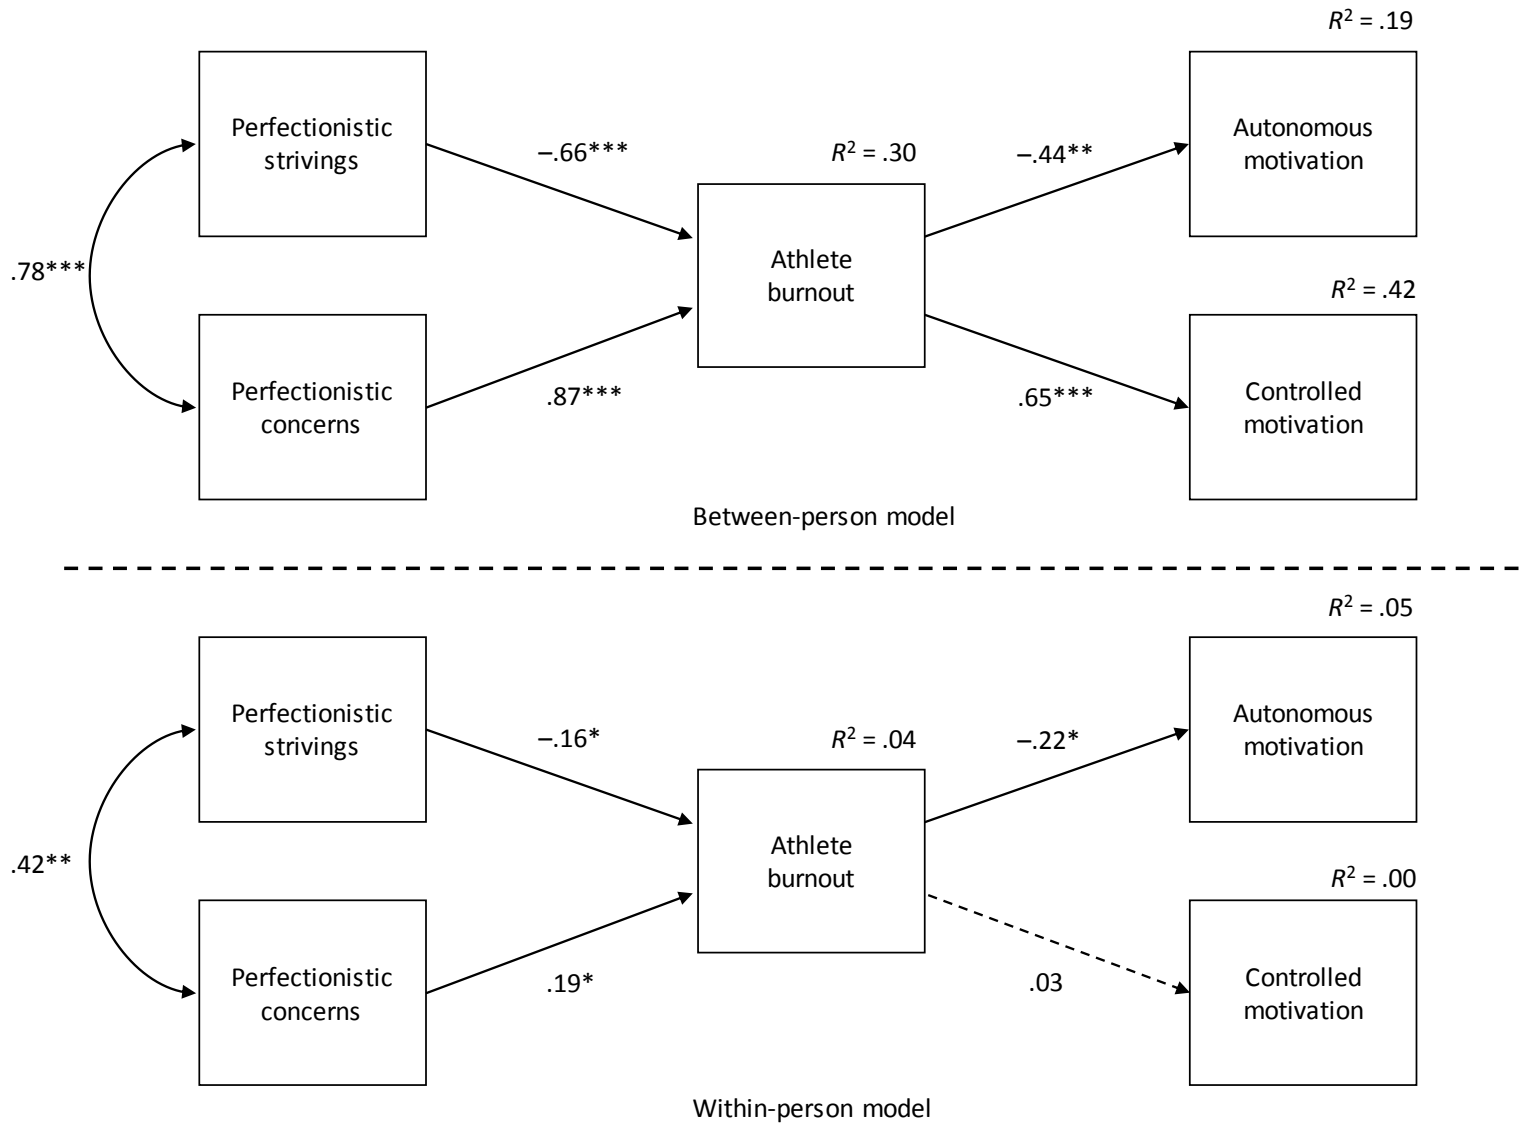 R² = .19
Perfectionistic
strivings
Autonomous
motivation
–.66***
R² = .30
–.44**
.78***
Athlete
burnout
R² = .42
Perfectionistic
concerns
.87***
.65***
Controlled
motivation
Between-person model
R² = .05
Perfectionistic
strivings
Autonomous
motivation
–.16*
R² = .04
–.22*
.42**
Athlete
burnout
R² = .00
Perfectionistic
concerns
.19*
.03
Controlled
motivation
Within-person model